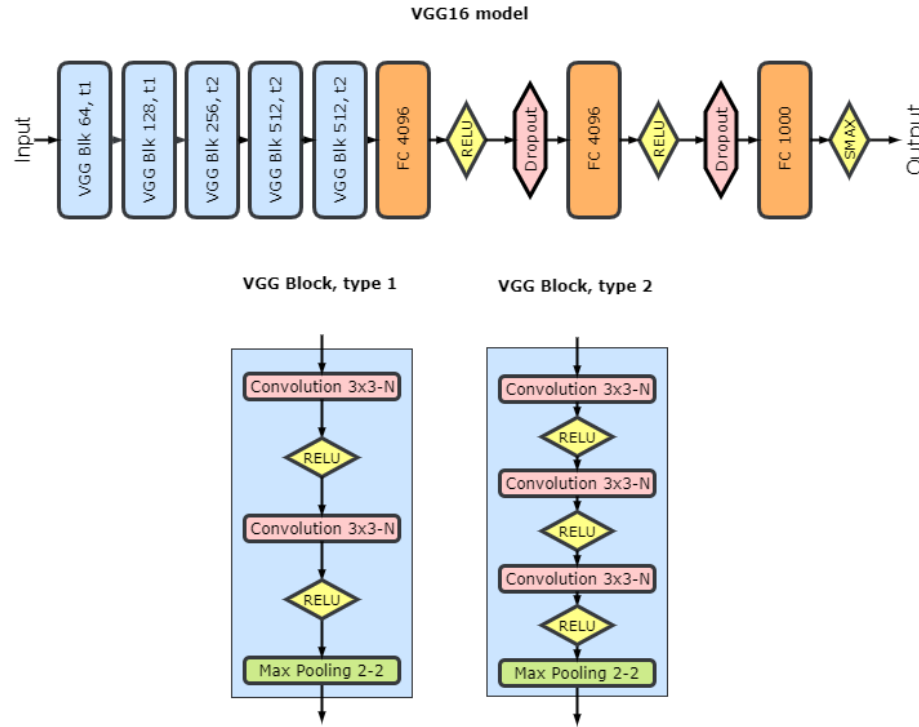 VGG16 model
Input
VGG Blk 64, t1
VGG Blk 128, t1
VGG Blk 256, t2
VGG Blk 512, t2
VGG Blk 512, t2
FC 4096
RELU
Dropout
FC 4096
RELU
Dropout
FC 1000
SMAX
Output
VGG Block, type 1
Convolution 3x3-N
RELU
Convolution 3x3-N
RELU
Max Pooling 2-2
VGG Block, type 2
Convolution 3x3-N
RELU
Convolution 3x3-N
RELU
Convolution 3x3-N
RELU
Max Pooling 2-2